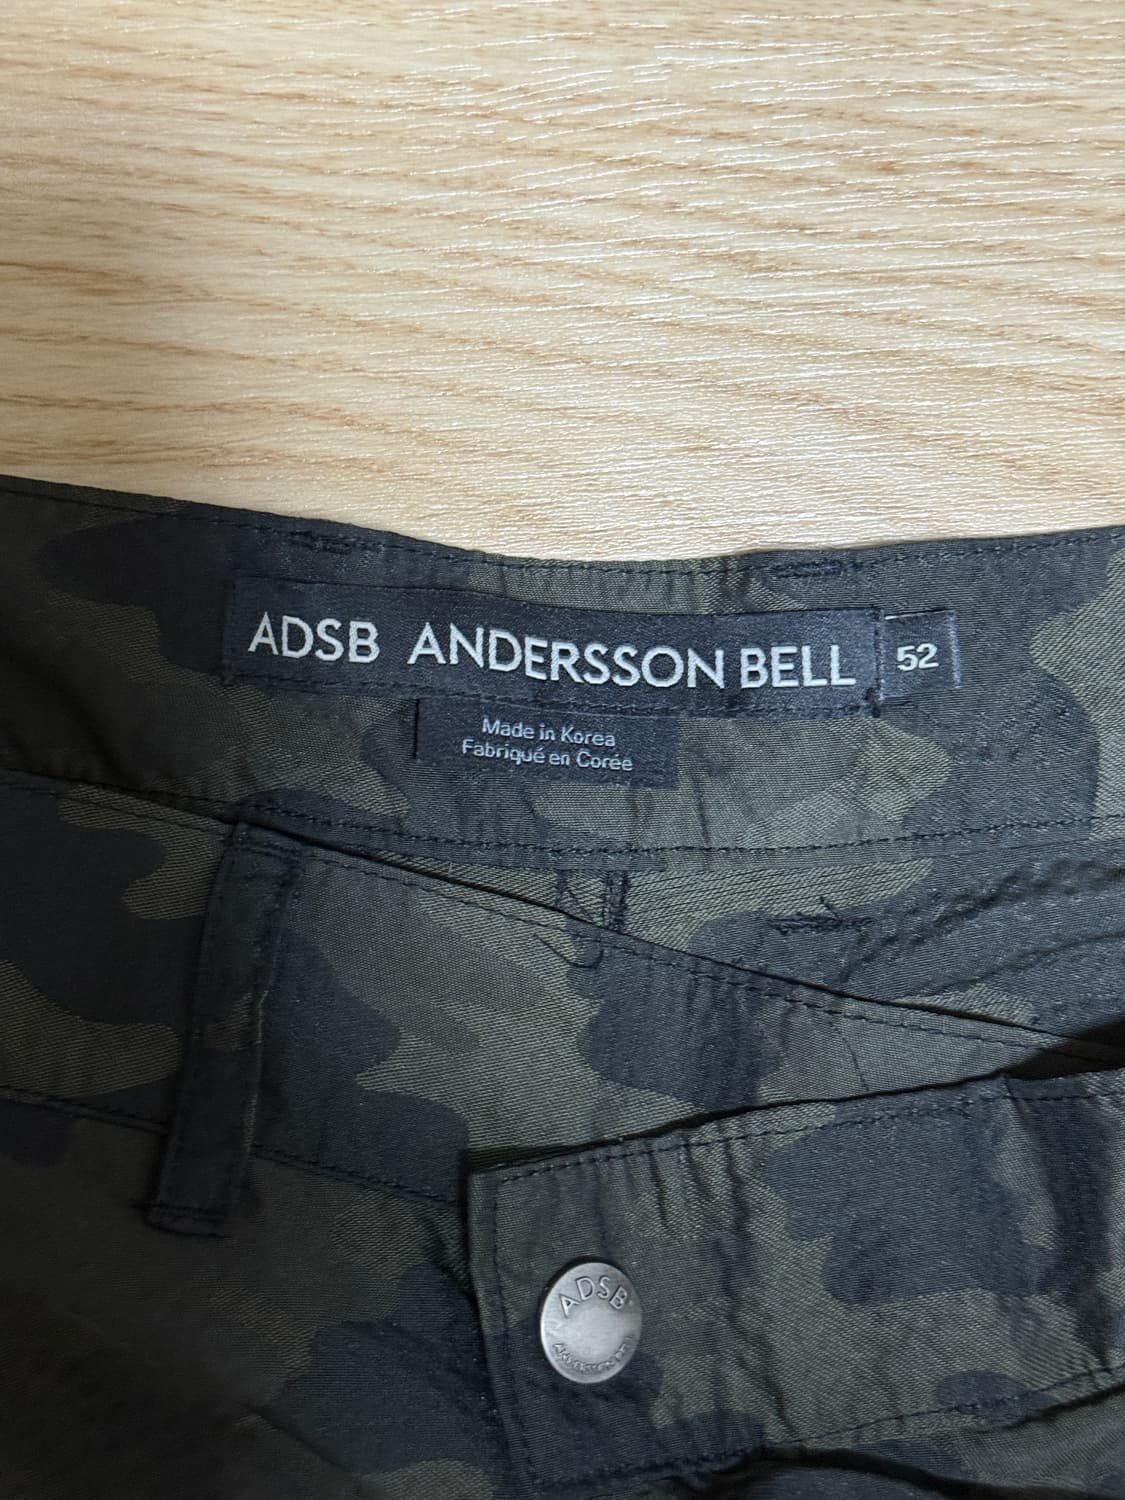 ADSB ANDERSSON BELL
52
Made in Korea
Fabriqué en Corée
ADSB